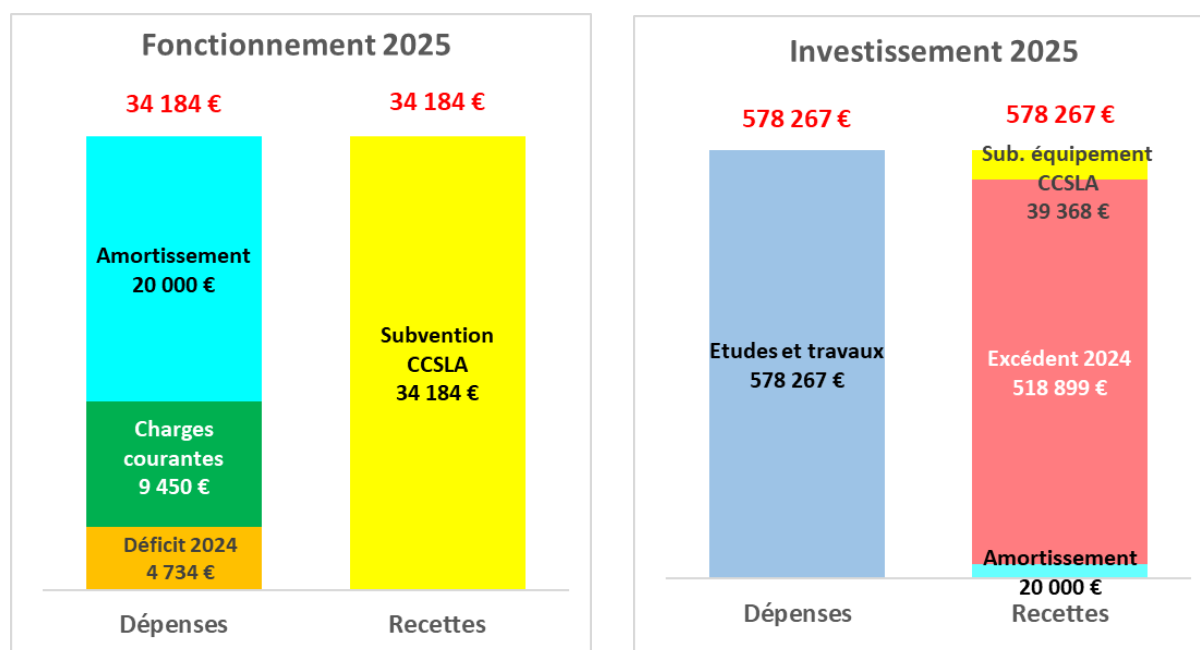 Fonctionnement 2025
34 184 €
34 184 €
Amortissement
20 000 €
Charges
courantes
9 450 €
Déficit 2024
4 734 €
Subvention
CCSLA
34 184 €
Dépenses
Recettes
Investissement 2025
578 267 €
578 267 €
Etudes et travaux
578 267 €
Sub. équipement
CCSLA
39 368 €
Excédent 2024
518 899 €
Amortissement
20 000 €
Dépenses
Recettes